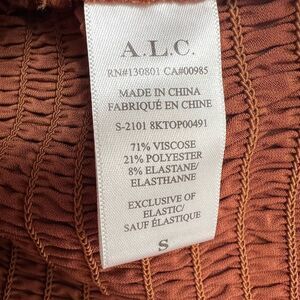 A.L.C.
RN#130801 CA#00985
MADE IN CHINA
FABRIQUÉ EN CHINE
S-2101 8KTOP00491
71% VISCOSE
21% POLYESTER
8% ELASTANE/
ELASTHANNE
EXCLUSIVE OF
ELASTIC/
SAUF ÉLASTIQUE
S